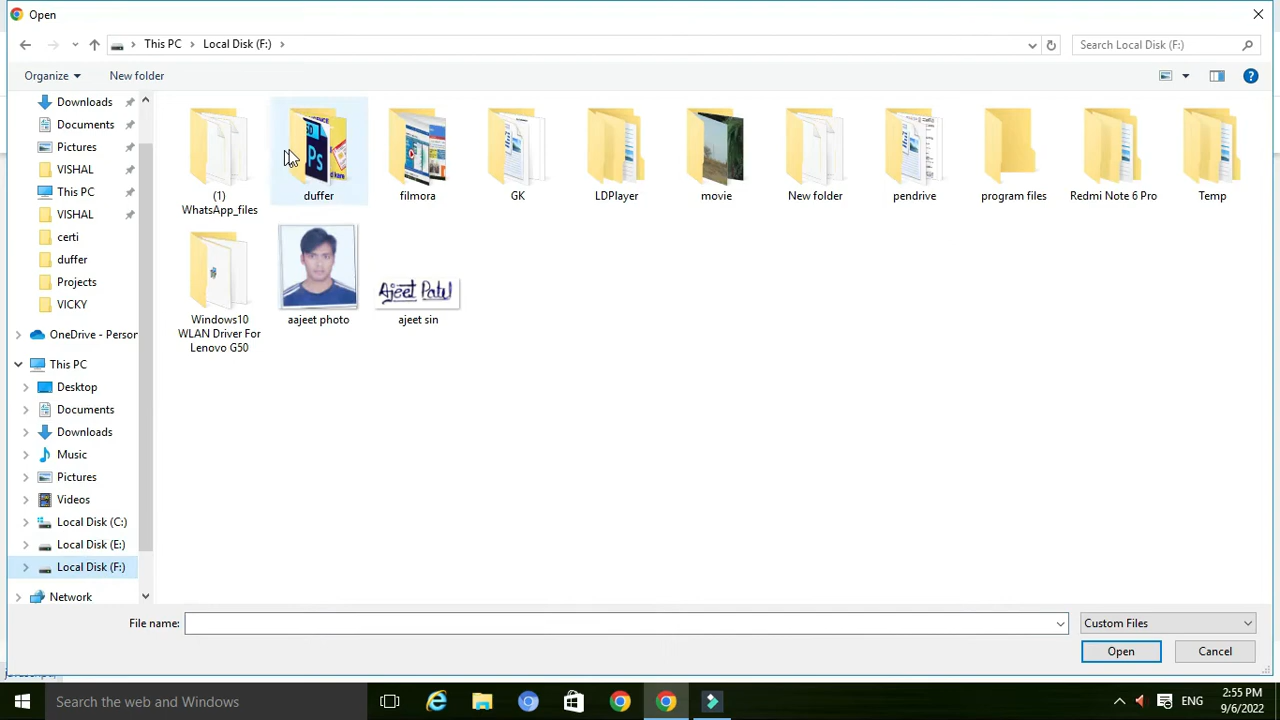 Open
This PC
Local Disk (F:)
Search Local Disk (F:)
Organize
New folder
Downloads
Documents
Pictures
VISHAL
This PC
VISHAL
certi
duffer
Projects
VICKY
OneDrive - Person
This PC
Desktop
Documents
Downloads
Music
Pictures
Videos
Local Disk (C:)
Local Disk (E:)
Local Disk (F:)
Network
Ps
(1)
WhatsApp_files
duffer
filmora
GK
LDPlayer
movie
New folder
pendrive
program files
Redmi Note 6 Pro
Temp
Ajeet Patel
Windows10
WLAN Driver For
Lenovo G50
aajeet photo
ajeet sin
File name:
Custom Files
Open
Cancel
Search the web and Windows
ENG
2:55 PM
9/6/2022